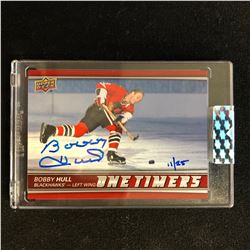 UPPER DECK
Bobby Hull
11/25
BOBBY HULL
BLACKHAWKS — LEFT WING
ONE TIMERS